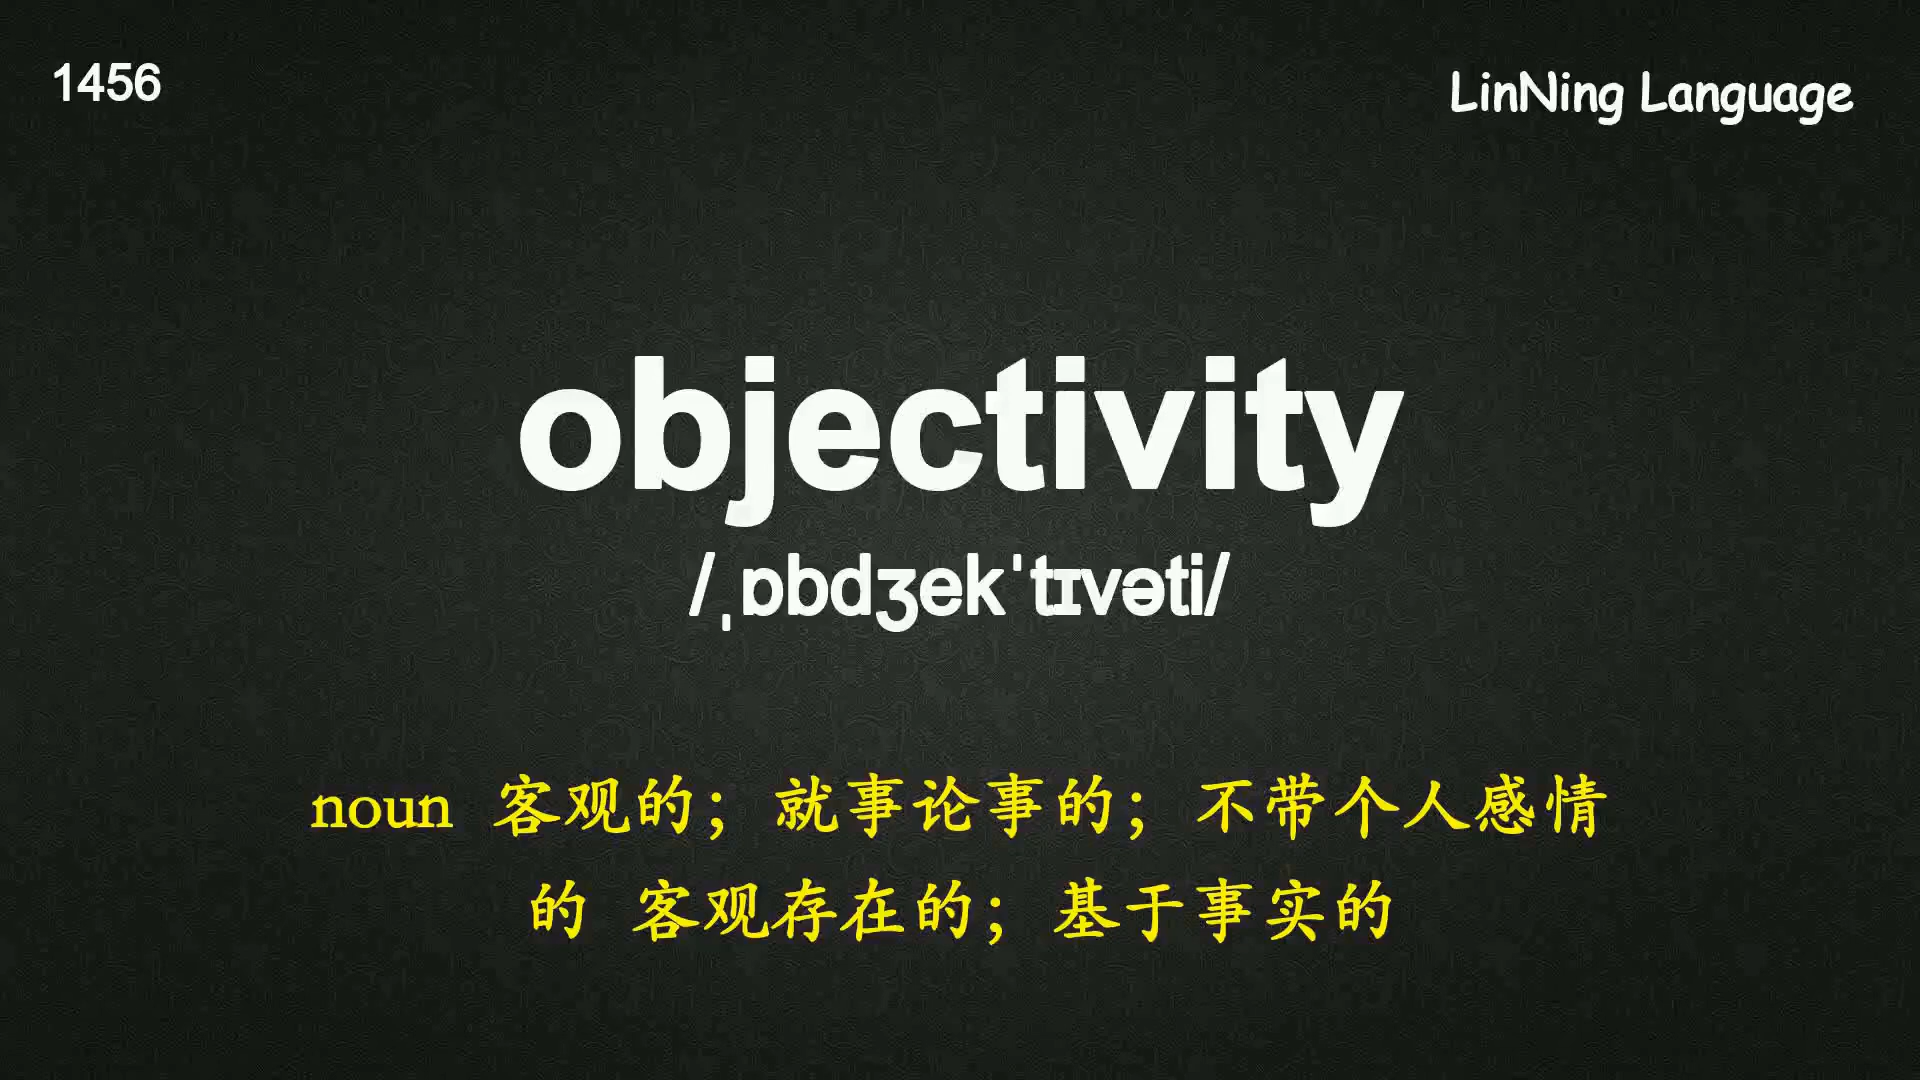 1456
LinNing Language
objectivity
/ˌɒbdʒekˈtɪvəti/
noun 客观的；就事论事的；不带个人感情
的 客观存在的；基于事实的